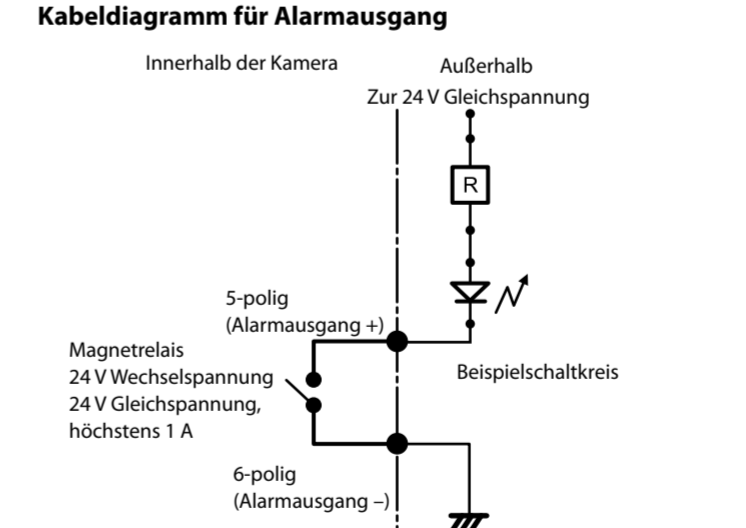 Kabeldiagramm für Alarmausgang
Innerhalb der Kamera
Außerhalb
Zur 24 V Gleichspannung
R
5-polig
(Alarmausgang +)
Magnetrelais
24 V Wechselspannung
24 V Gleichspannung,
höchstens 1 A
Beispielschaltkreis
6-polig
(Alarmausgang –)